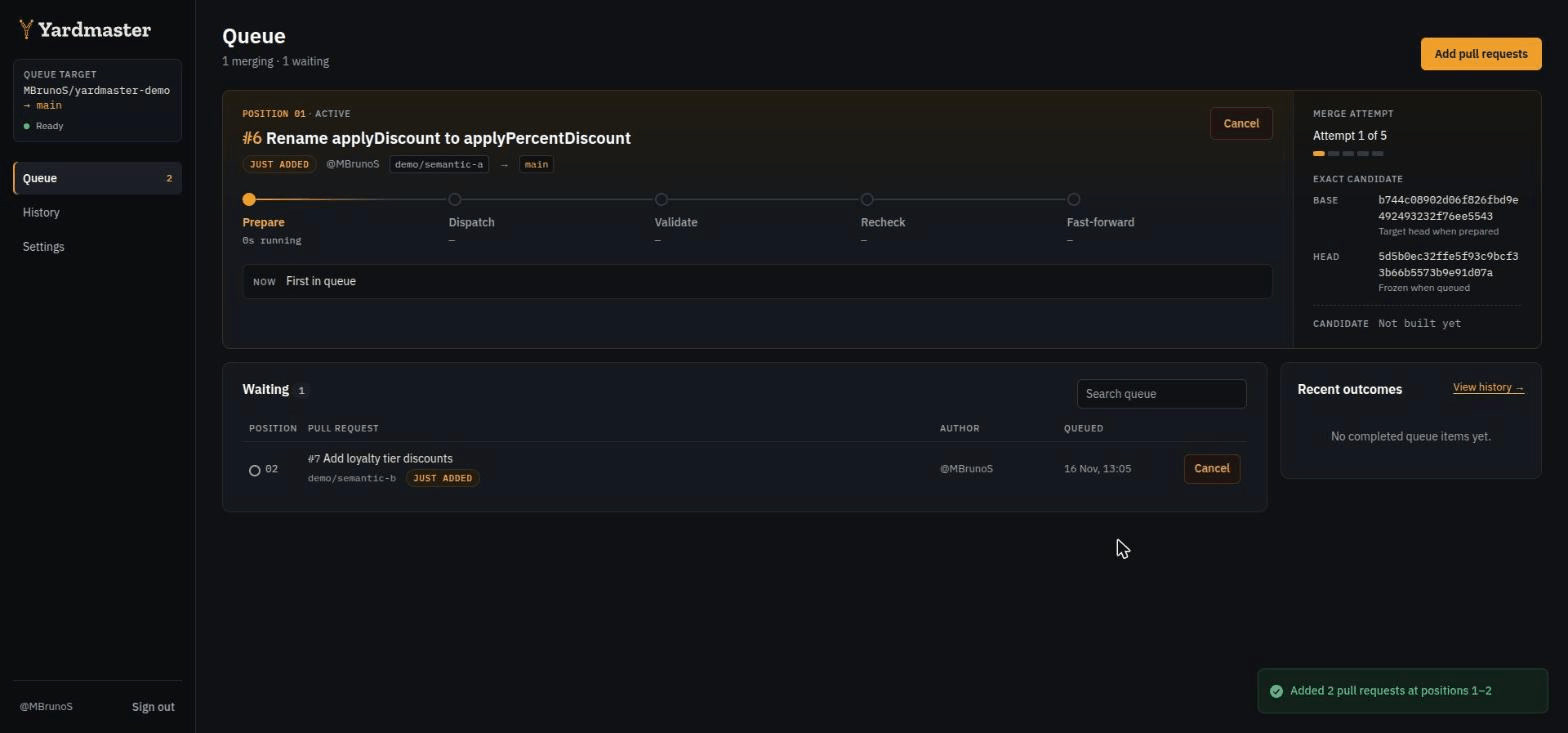 Yardmaster
QUEUE TARGET
MBrunoS/yardmaster-demo
→ main
Ready
Queue 2
History
Settings
@MBrunoS Sign out
Queue
1 merging · 1 waiting
Add pull requests
POSITION 01 · ACTIVE
#6 Rename applyDiscount to applyPercentDiscount
Cancel
JUST ADDED @MBrunoS demo/semantic-a → main
Prepare Dispatch Validate Recheck Fast-forward
0s running — — — —
NOW First in queue
MERGE ATTEMPT
Attempt 1 of 5
EXACT CANDIDATE
BASE b744c08902d06f826fbd9e
492493232f76ee5543
Target head when prepared
HEAD 5d5b0ec32ffe5f93c9bcf3
3b66b5573b9e91d07a
Frozen when queued
CANDIDATE Not built yet
Waiting 1
Search queue
POSITION PULL REQUEST AUTHOR QUEUED
02 #7 Add loyalty tier discounts @MBrunoS 16 Nov, 13:05 Cancel
demo/semantic-b JUST ADDED
Recent outcomes View history →
No completed queue items yet.
Added 2 pull requests at positions 1–2